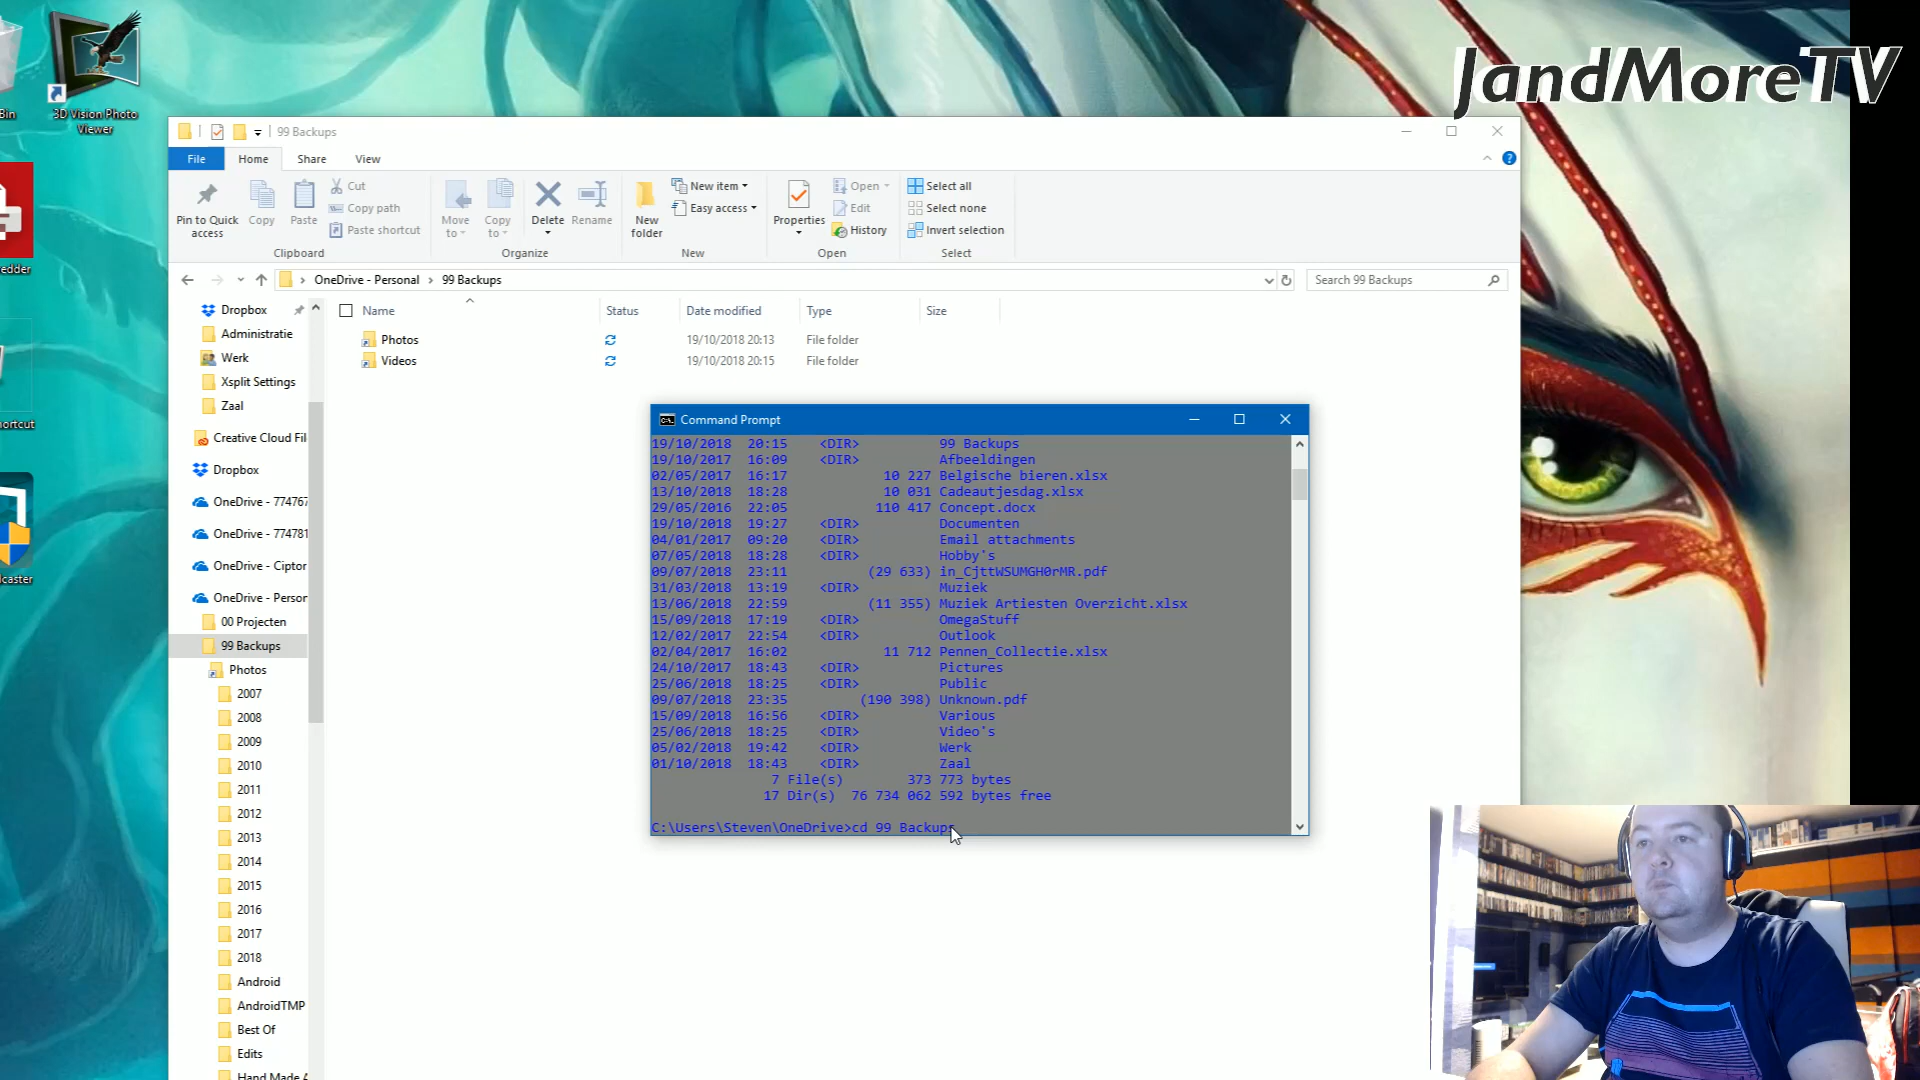 JandMoreTV
Bin
3D Vision Photo
Viewer
99 Backups
File
Home
Share
View
Pin to Quick
access
Copy
Paste
Cut
Copy path
Paste shortcut
Clipboard
Move
to
Copy
to
Delete
Rename
Organize
New
folder
New item
Easy access
New
Properties
Open
Edit
History
Open
Select all
Select none
Invert selection
Select
OneDrive - Personal › 99 Backups
Search 99 Backups
Name
Status
Date modified
Type
Size
Photos 19/10/2018 20:13 File folder
Videos 19/10/2018 20:15 File folder
Dropbox
Administratie
Werk
Xsplit Settings
Zaal
Creative Cloud Fil
Dropbox
OneDrive - 774767
OneDrive - 774781
OneDrive - Ciptor
OneDrive - Person
00 Projecten
99 Backups
Photos
2007
2008
2009
2010
2011
2012
2013
2014
2015
2016
2017
2018
Android
AndroidTMP
Best Of
Edits
Hand Made A
edder
ortcut
lcaster
Command Prompt
19/10/2018 20:15 <DIR> 99 Backups
19/10/2017 16:09 <DIR> Afbeeldingen
02/05/2017 16:17 10 227 Belgische bieren.xlsx
13/10/2018 18:28 10 031 Cadeautjesdag.xlsx
29/05/2016 22:05 110 417 Concept.docx
19/10/2018 19:27 <DIR> Documenten
04/01/2017 09:20 <DIR> Email attachments
07/05/2018 18:28 <DIR> Hobby's
09/07/2018 23:11 (29 633) in_CjttWSUMGH0rMR.pdf
31/03/2018 13:19 <DIR> Muziek
13/06/2018 22:59 (11 355) Muziek Artiesten Overzicht.xlsx
15/09/2018 17:19 <DIR> OmegaStuff
12/02/2017 22:54 <DIR> Outlook
02/04/2017 16:02 11 712 Pennen_Collectie.xlsx
24/10/2017 18:43 <DIR> Pictures
25/06/2018 18:25 <DIR> Public
09/07/2018 23:35 (190 398) Unknown.pdf
15/09/2018 16:56 <DIR> Various
25/06/2018 18:25 <DIR> Video's
05/02/2018 19:42 <DIR> Werk
01/10/2018 18:43 <DIR> Zaal
7 File(s) 373 773 bytes
17 Dir(s) 76 734 062 592 bytes free
C:\Users\Steven\OneDrive>cd 99 Backups